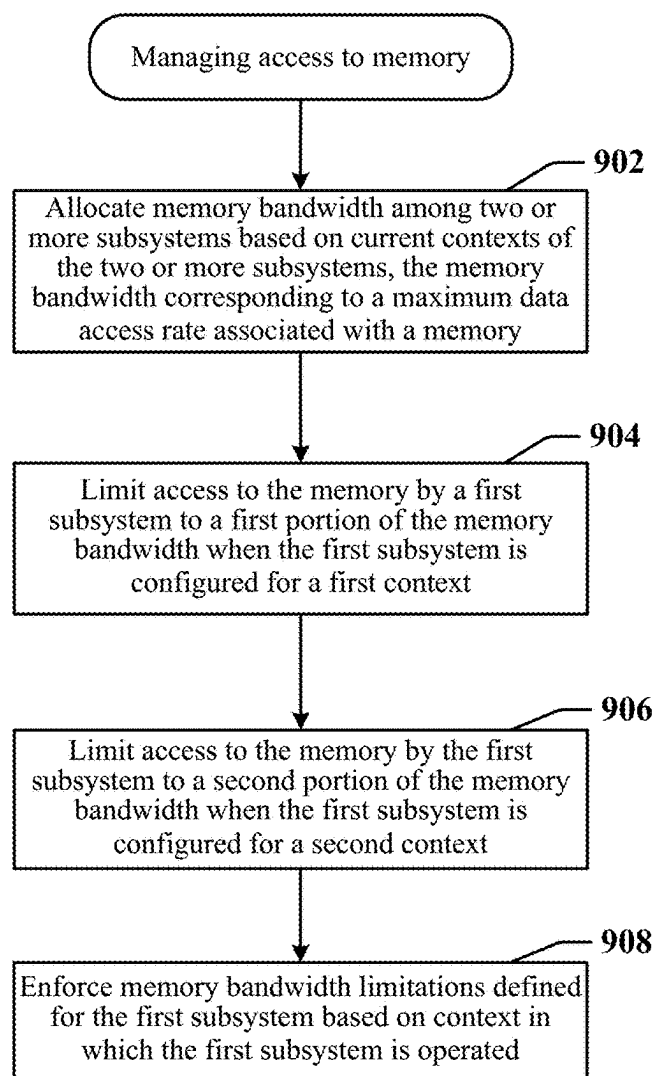 Managing access to memory
902
Allocate memory bandwidth among two or
more subsystems based on current contexts of
the two or more subsystems, the memory
bandwidth corresponding to a maximum data
access rate associated with a memory
904
Limit access to the memory by a first
subsystem to a first portion of the memory
bandwidth when the first subsystem is
configured for a first context
906
Limit access to the memory by the first
subsystem to a second portion of the memory
bandwidth when the first subsystem is
configured for a second context
908
Enforce memory bandwidth limitations defined
for the first subsystem based on context in
which the first subsystem is operated